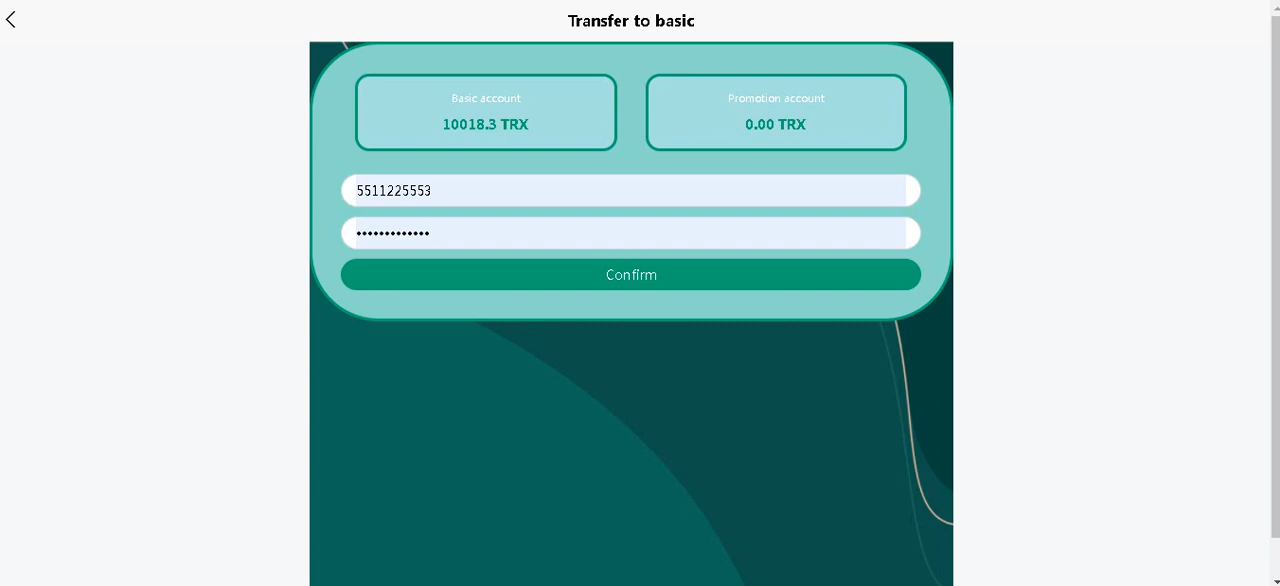 Transfer to basic
Basic account
10018.3 TRX
Promotion account
0.00 TRX
5511225553
•••••••••••••
Confirm